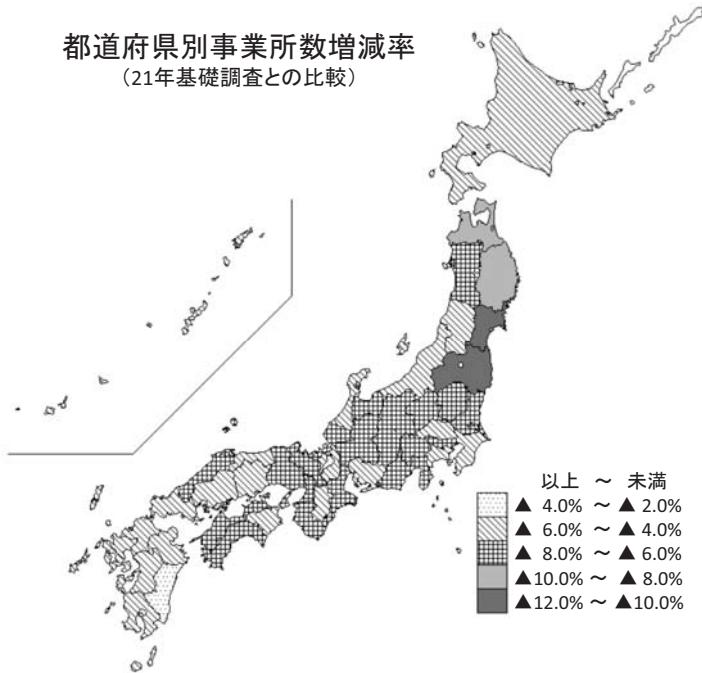 都道府県別事業所数増減率
（21年基礎調査との比較）
以上 ～ 未満
▲ 4.0% ～ ▲ 2.0%
▲ 6.0% ～ ▲ 4.0%
▲ 8.0% ～ ▲ 6.0%
▲10.0% ～ ▲ 8.0%
▲12.0% ～ ▲10.0%